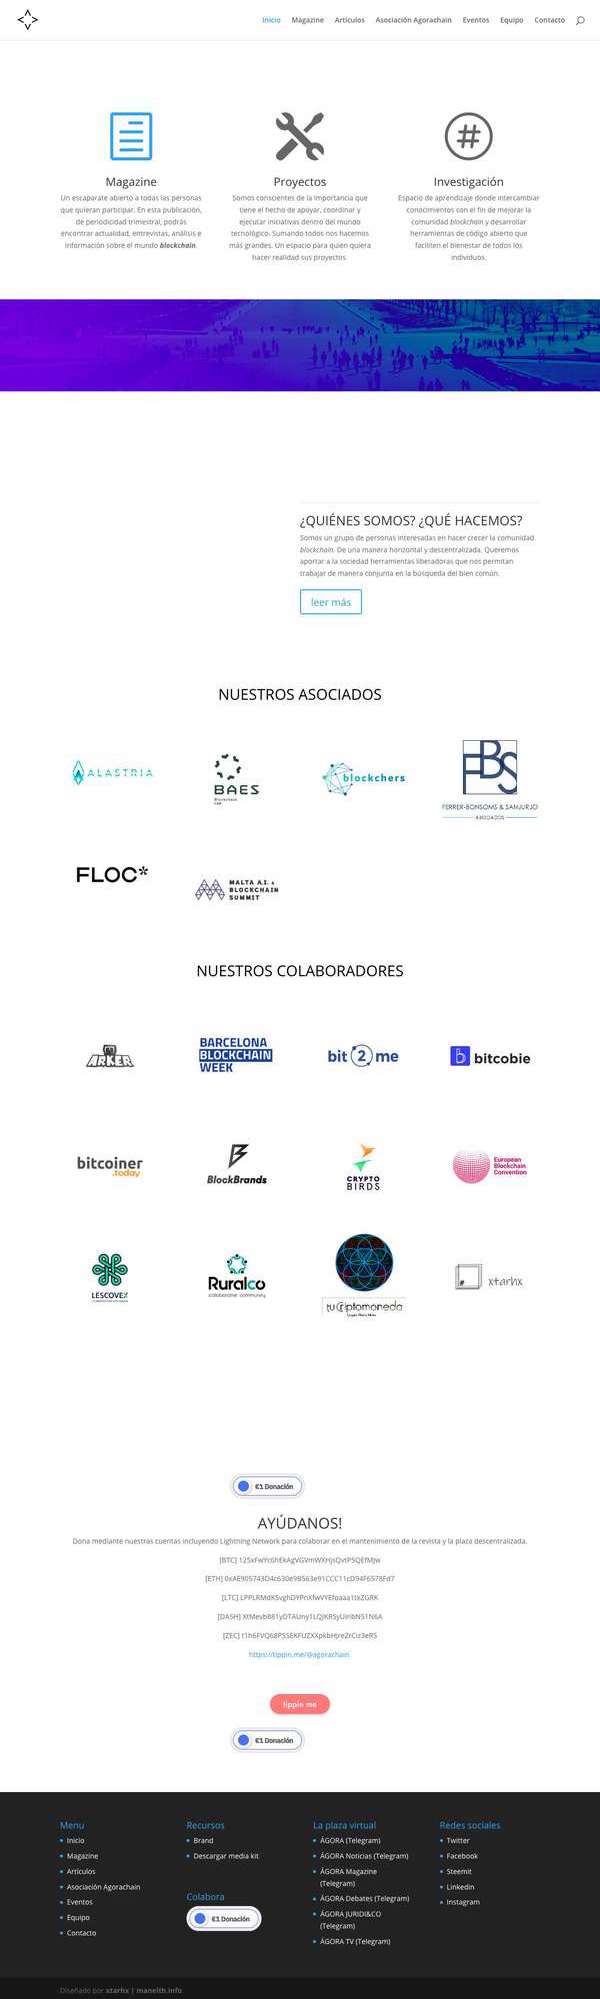 Inicio Magazine Artículos Asociación Agorachain Eventos Equipo Contacto
Magazine
Un escaparate abierto a todas las personas
que quieran participar. En esta publicación,
de periodicidad trimestral, podrás
encontrar actualidad, entrevistas, análisis e
información sobre el mundo blockchain.
Proyectos
Somos conscientes de la importancia que
tiene el hecho de apoyar, coordinar y
ejecutar iniciativas dentro del mundo
tecnológico. Sumando todos nos hacemos
más grandes. Un espacio para quien quiera
hacer realidad sus proyectos.
Investigación
Espacio de aprendizaje donde intercambiar
conocimientos con el fin de mejorar la
comunidad blockchain y desarrollar
herramientas de código abierto que
faciliten el bienestar de todos los
individuos.
¿QUIÉNES SOMOS? ¿QUÉ HACEMOS?
Somos un grupo de personas interesadas en hacer crecer la comunidad
blockchain. De una manera horizontal y descentralizada. Queremos
aportar a la sociedad herramientas liberadoras que nos permitan
trabajar de manera conjunta en la búsqueda del bien común.
leer más
NUESTROS ASOCIADOS
ALASTRIA
BAES
Blockchain
Lab
blockchers
FBS
FERRER-BONSOMS & SANJURJO
ABOGADOS
FLOC*
MALTA A.I. &
BLOCKCHAIN
SUMMIT
NUESTROS COLABORADORES
ARKER
BARCELONA
BLOCKCHAIN
WEEK
bit 2 me
bitcobie
bitcoiner
.today
BlockBrands
CRYPTO
BIRDS
European
Blockchain
Convention
LESCOVEX
Ruralco
collaborative community
tu Criptomoneda
xtarhx
€1 Donación
AYÚDANOS!
Dona mediante nuestras cuentas incluyendo Lightning Network para colaborar en el mantenimiento de la revista y la plaza descentralizada.
[BTC]
[ETH]
[LTC]
[DASH]
[ZEC]
https://tippin.me/@agorachain
tippin me
€1 Donación
Menu
Inicio
Magazine
Artículos
Asociación Agorachain
Eventos
Equipo
Contacto
Recursos
Brand
Descargar media kit
Colabora
€1 Donación
La plaza virtual
ÁGORA (Telegram)
ÁGORA Noticias (Telegram)
ÁGORA Magazine
(Telegram)
ÁGORA Debates (Telegram)
ÁGORA JURIDI&CO
(Telegram)
ÁGORA TV (Telegram)
Redes sociales
Twitter
Facebook
Steemit
Linkedin
Instagram
Diseñado por xtarhx | maneith.info